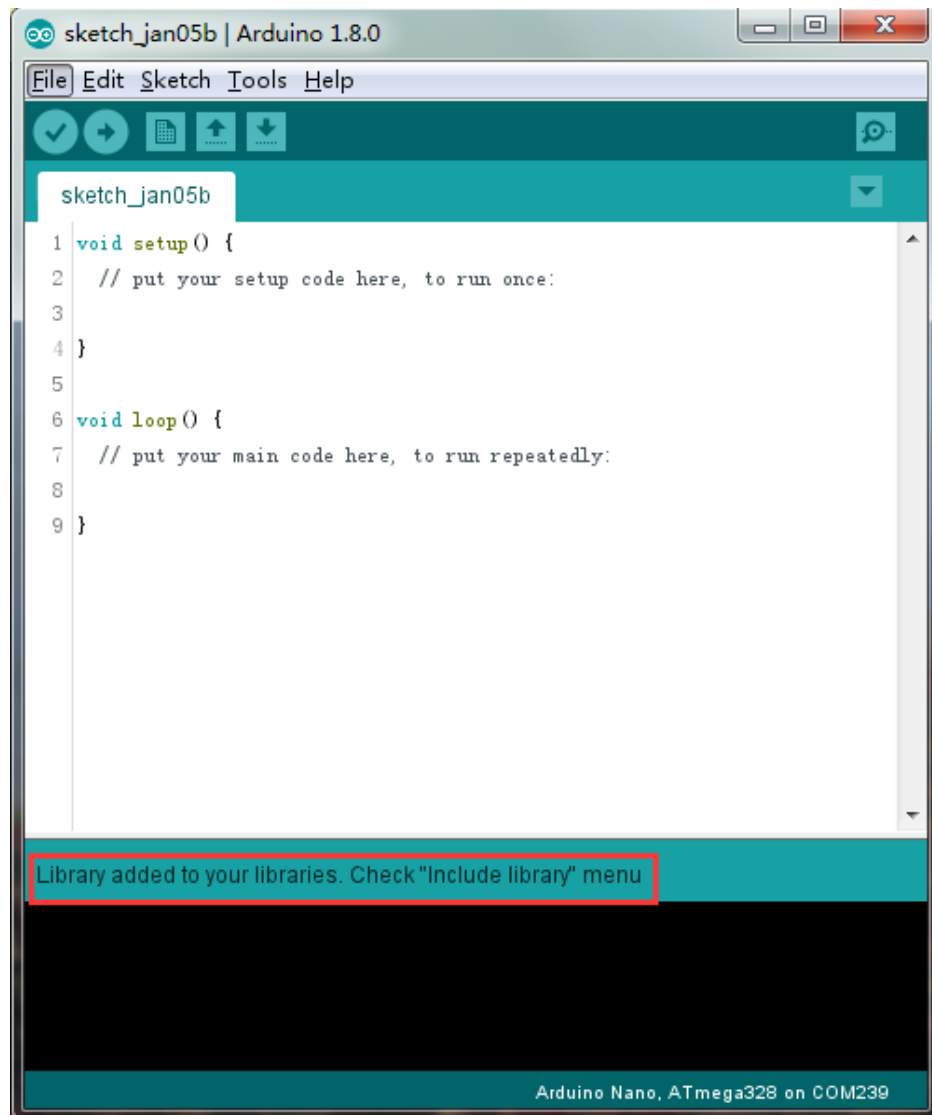 sketch_jan05b | Arduino 1.8.0
File Edit Sketch Tools Help
sketch_jan05b
1 void setup() {
2 // put your setup code here, to run once:
3
4 }
5
6 void loop() {
7 // put your main code here, to run repeatedly:
8
9 }
Library added to your libraries. Check "Include library" menu
Arduino Nano, ATmega328 on COM239